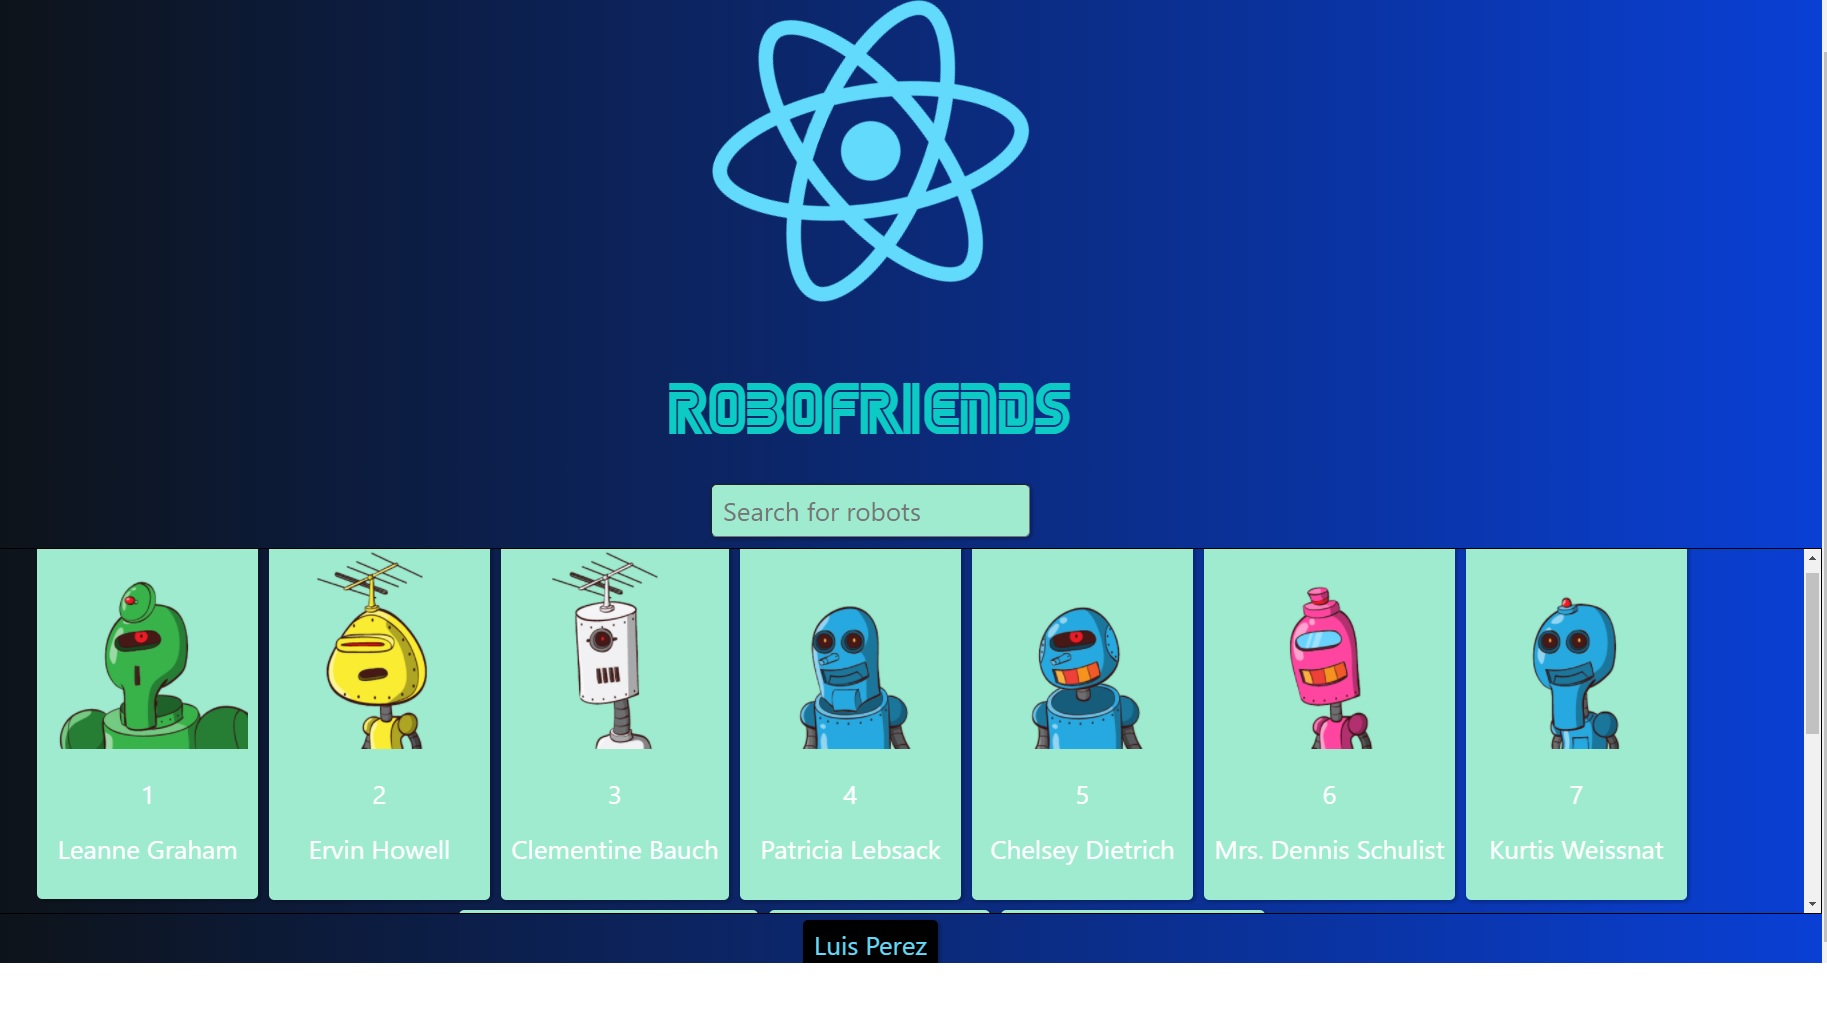 ROBOFRIENDS
Search for robots
1
Leanne Graham
2
Ervin Howell
3
Clementine Bauch
4
Patricia Lebsack
5
Chelsey Dietrich
6
Mrs. Dennis Schulist
7
Kurtis Weissnat
Luis Perez